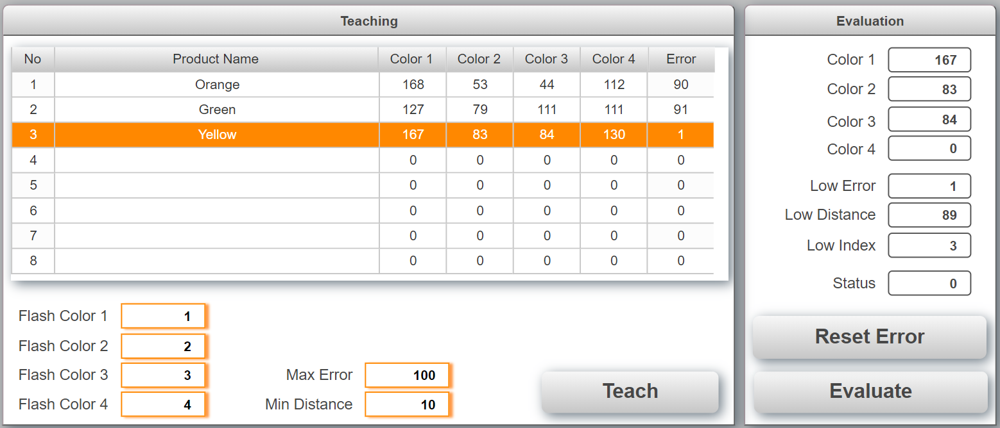 Teaching
No Product Name Color 1 Color 2 Color 3 Color 4 Error
1 Orange 168 53 44 112 90
2 Green 127 79 111 111 91
3 Yellow 167 83 84 130 1
4 0 0 0 0 0
5 0 0 0 0 0
6 0 0 0 0 0
7 0 0 0 0 0
8 0 0 0 0 0
Flash Color 1 1
Flash Color 2 2
Flash Color 3 3
Flash Color 4 4
Max Error 100
Min Distance 10
Teach
Evaluation
Color 1 167
Color 2 83
Color 3 84
Color 4 0
Low Error 1
Low Distance 89
Low Index 3
Status 0
Reset Error
Evaluate